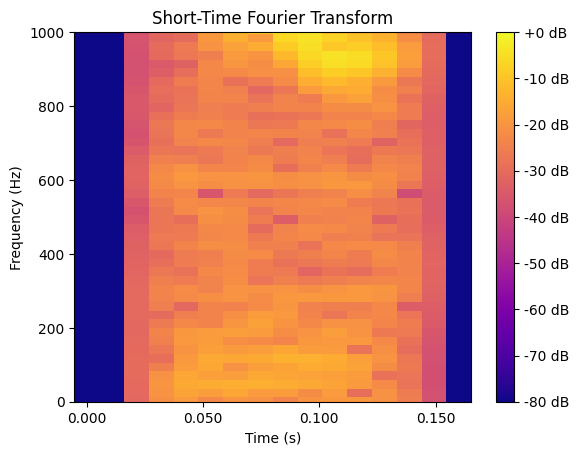 Short-Time Fourier Transform
1000
800
600
400
200
0
Frequency (Hz)
0.000
0.050
0.100
0.150
Time (s)
+0 dB
-10 dB
-20 dB
-30 dB
-40 dB
-50 dB
-60 dB
-70 dB
-80 dB